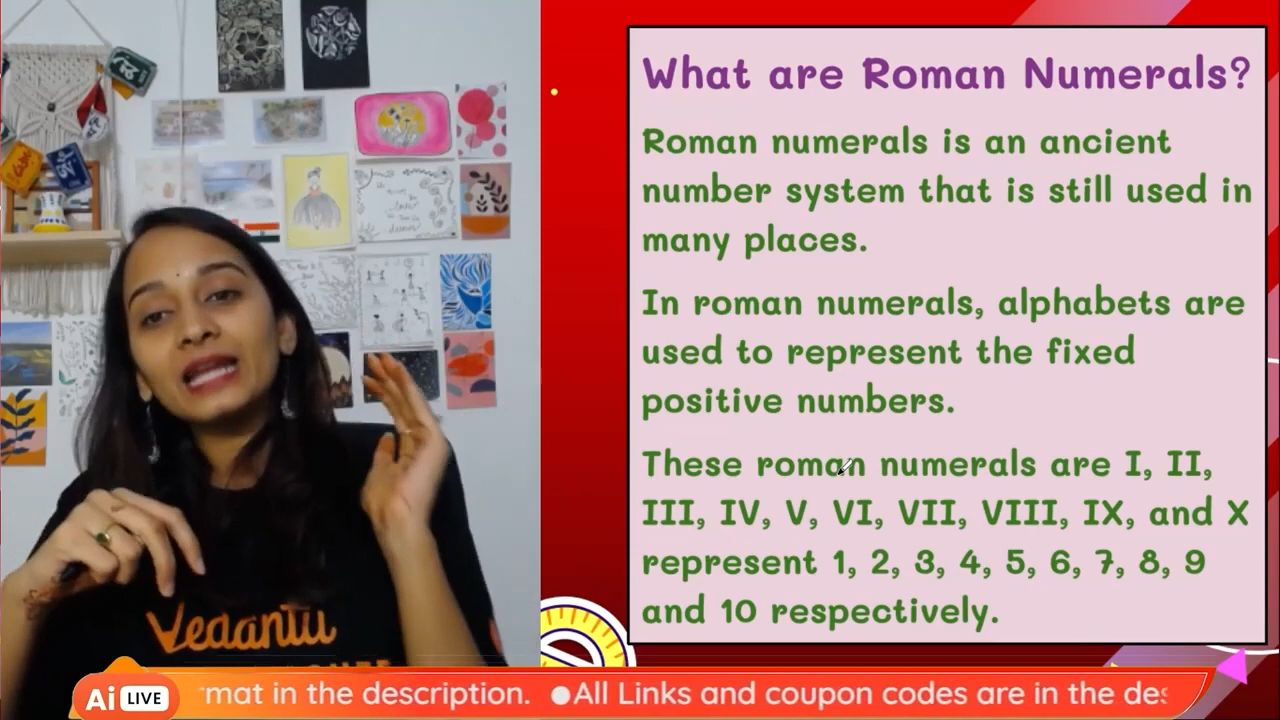 What are Roman Numerals?
Roman numerals is an ancient
number system that is still used in
many places.
In roman numerals, alphabets are
used to represent the fixed
positive numbers.
These roman numerals are I, II,
III, IV, V, VI, VII, VIII, IX, and X
represent 1, 2, 3, 4, 5, 6, 7, 8, 9
and 10 respectively.
Vedantu
Ai LIVE
in the description. ●All Links and coupon codes are in the